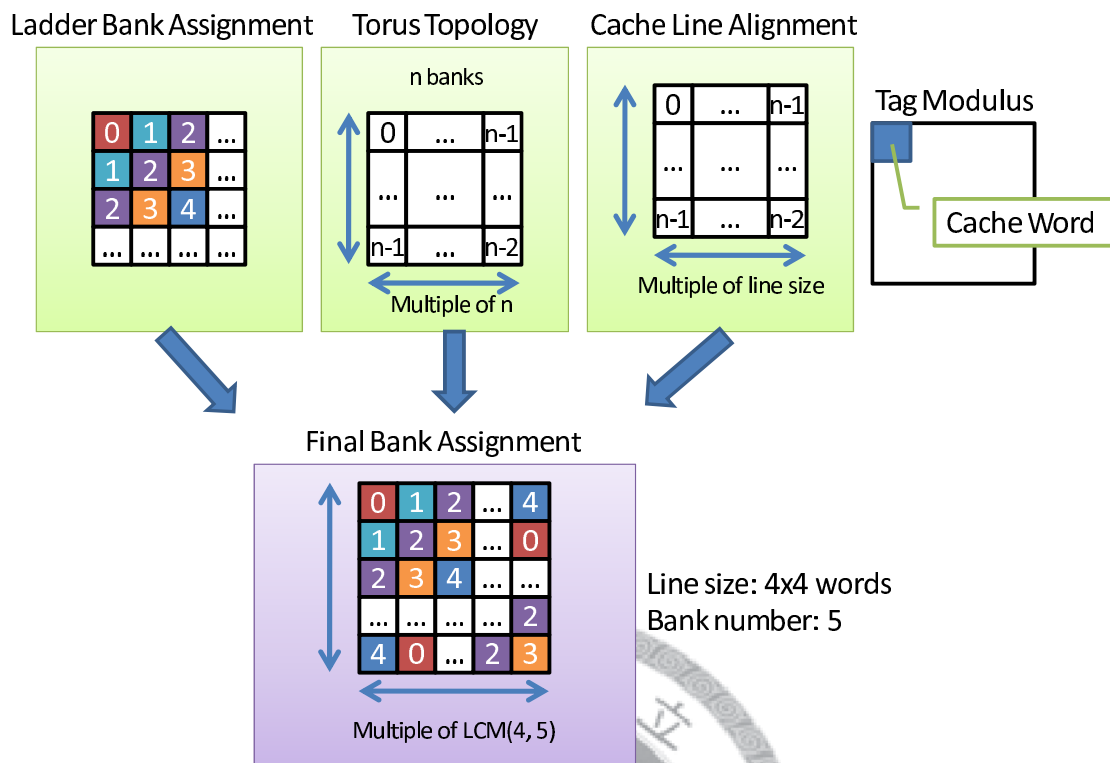 Ladder Bank Assignment
0 1 2 ...
1 2 3 ...
2 3 4 ...
... ... ... ...
Torus Topology
n banks
0 ... n-1
... ... ...
n-1 ... n-2
Multiple of n
Cache Line Alignment
0 ... n-1
... ... ...
n-1 ... n-2
Multiple of line size
Tag Modulus
Cache Word
Final Bank Assignment
0 1 2 ... 4
1 2 3 ... 0
2 3 4 ... ...
... ... ... ... 2
4 0 ... 2 3
Multiple of LCM(4, 5)
Line size: 4x4 words
Bank number: 5
立